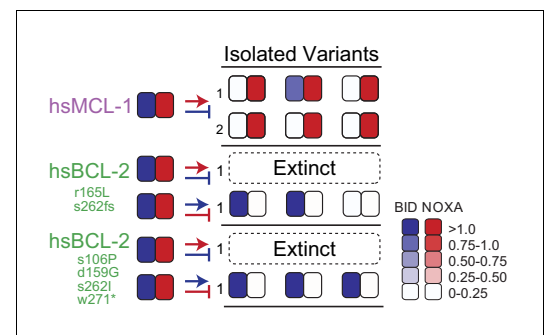 Isolated Variants
hsMCL-1
1
2
hsBCL-2
r165L
s262fs
1
Extinct
1
hsBCL-2
s106P
d159G
s262I
w271*
1
Extinct
1
BID NOXA
>1.0
0.75-1.0
0.50-0.75
0.25-0.50
0-0.25